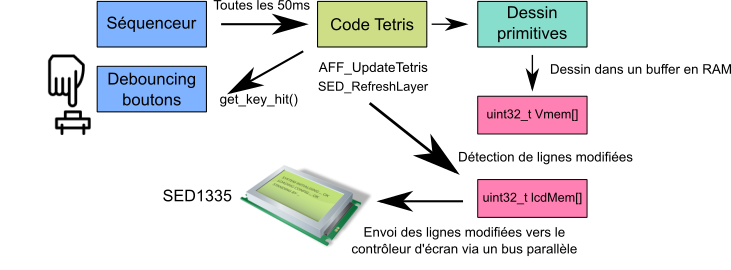 Toutes les 50ms
Séquenceur
Code Tetris
Dessin
primitives
Debouncing
boutons
get_key_hit()
AFF_UpdateTetris
SED_RefreshLayer
Dessin dans un buffer en RAM
uint32_t Vmem[]
Détection de lignes modifiées
SED1335
uint32_t lcdMem[]
Envoi des lignes modifiées vers le
contrôleur d'écran via un bus parallèle